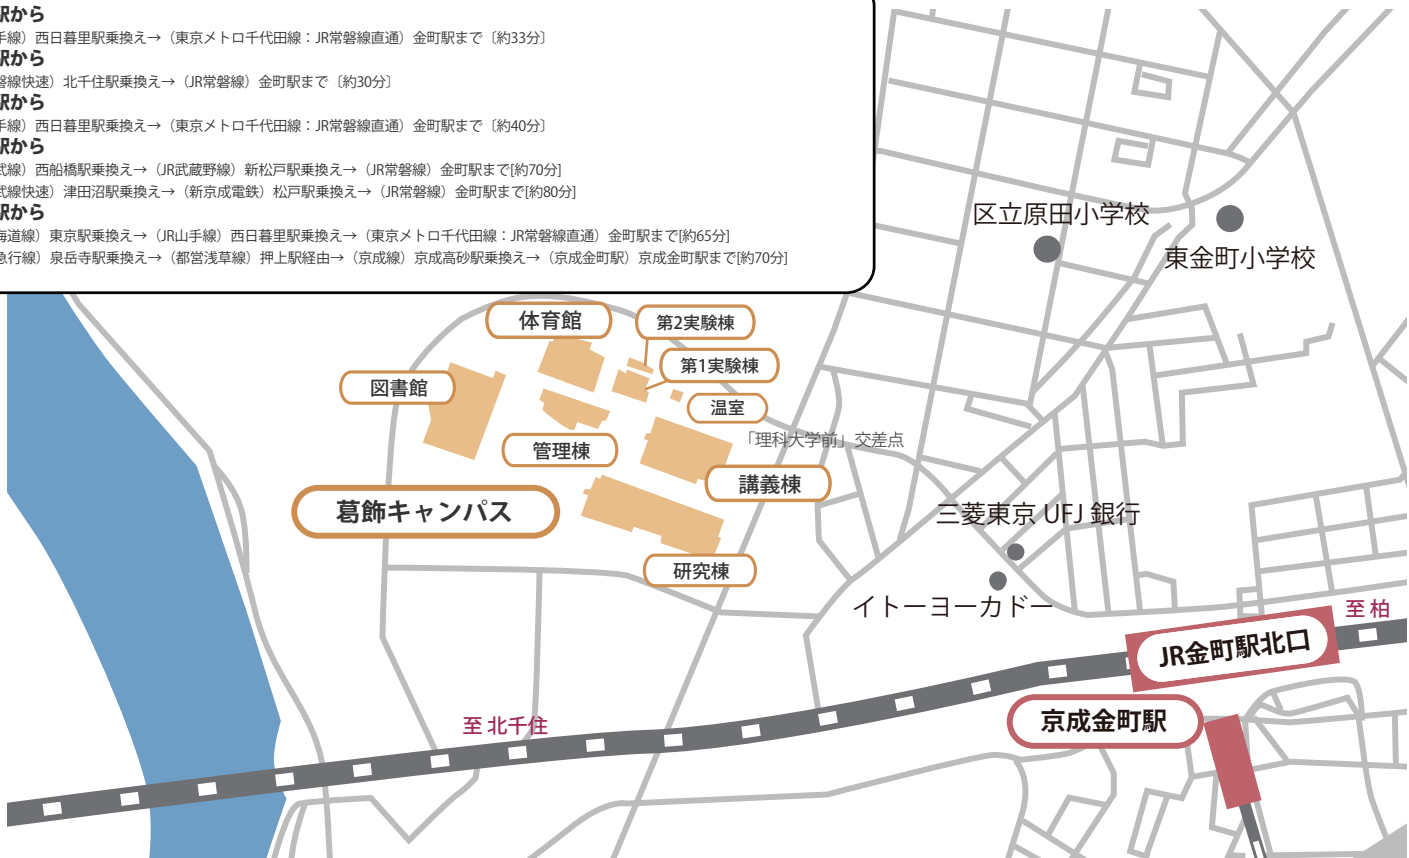 駅から
手線）西日暮里駅乗換え→（東京メトロ千代田線：JR常磐線直通）金町駅まで〔約33分〕
駅から
磐線快速）北千住駅乗換え→（JR常磐線）金町駅まで〔約30分〕
駅から
手線）西日暮里駅乗換え→（東京メトロ千代田線：JR常磐線直通）金町駅まで〔約40分〕
駅から
武線）西船橋駅乗換え→（JR武蔵野線）新松戸駅乗換え→（JR常磐線）金町駅まで[約70分]
武線快速）津田沼駅乗換え→（新京成電鉄）松戸駅乗換え→（JR常磐線）金町駅まで[約80分]
駅から
海道線）東京駅乗換え→（JR山手線）西日暮里駅乗換え→（東京メトロ千代田線：JR常磐線直通）金町駅まで[約65分]
急行線）泉岳寺駅乗換え→（都営浅草線）押上駅経由→（京成線）京成高砂駅乗換え→（京成金町駅）京成金町駅まで[約70分]
区立原田小学校
東金町小学校
体育館
第2実験棟
第1実験棟
図書館
温室
「理科大学前」交差点
管理棟
講義棟
葛飾キャンパス
三菱東京 UFJ 銀行
研究棟
イトーヨーカドー
至 柏
JR金町駅北口
京成金町駅
至 北千住